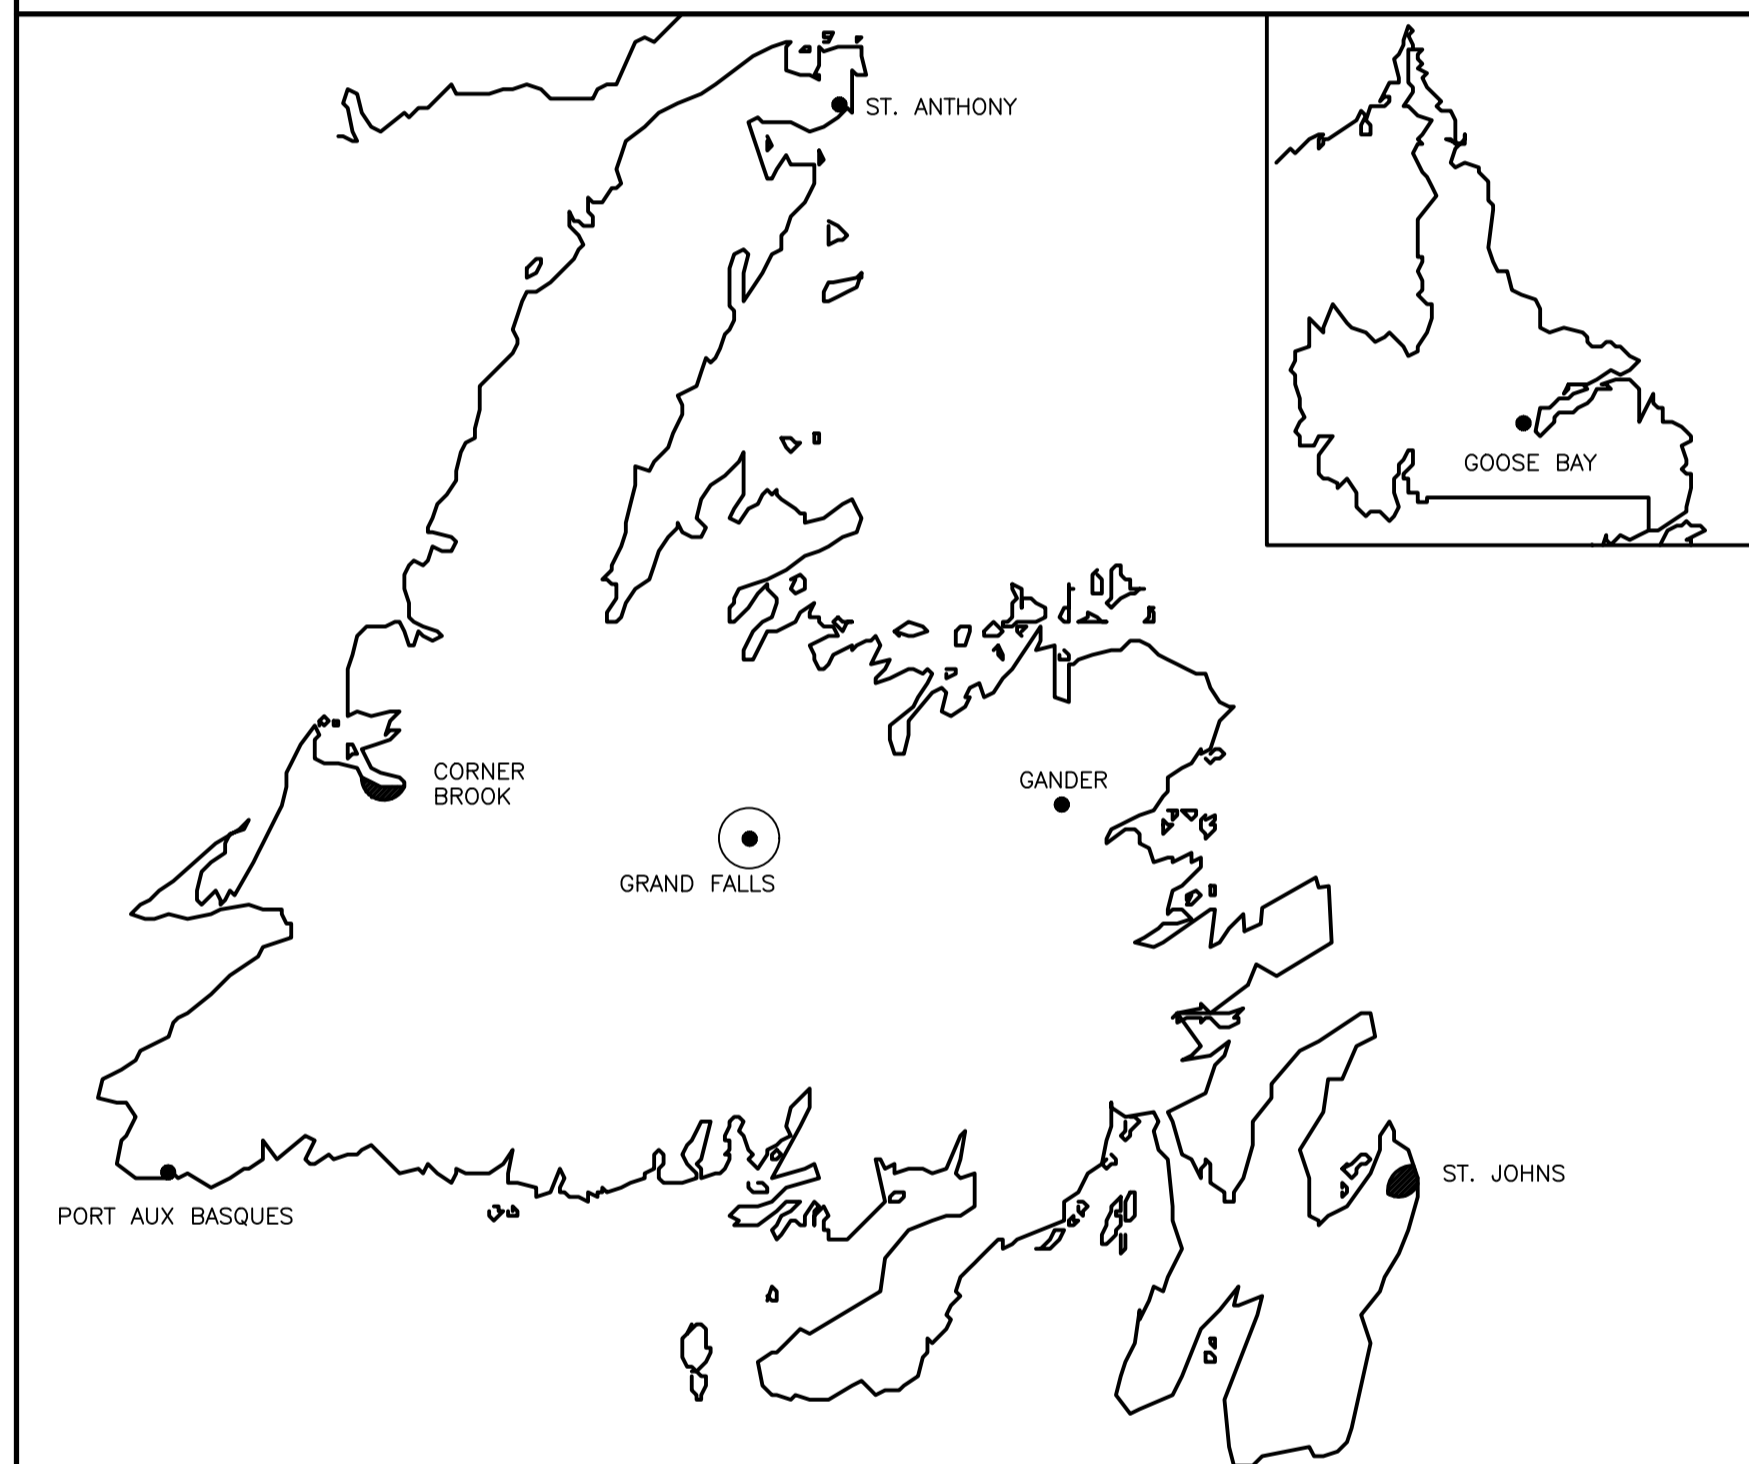 ST. ANTHONY
GOOSE BAY
CORNER
BROOK
GANDER
GRAND FALLS
ST. JOHNS
PORT AUX BASQUES